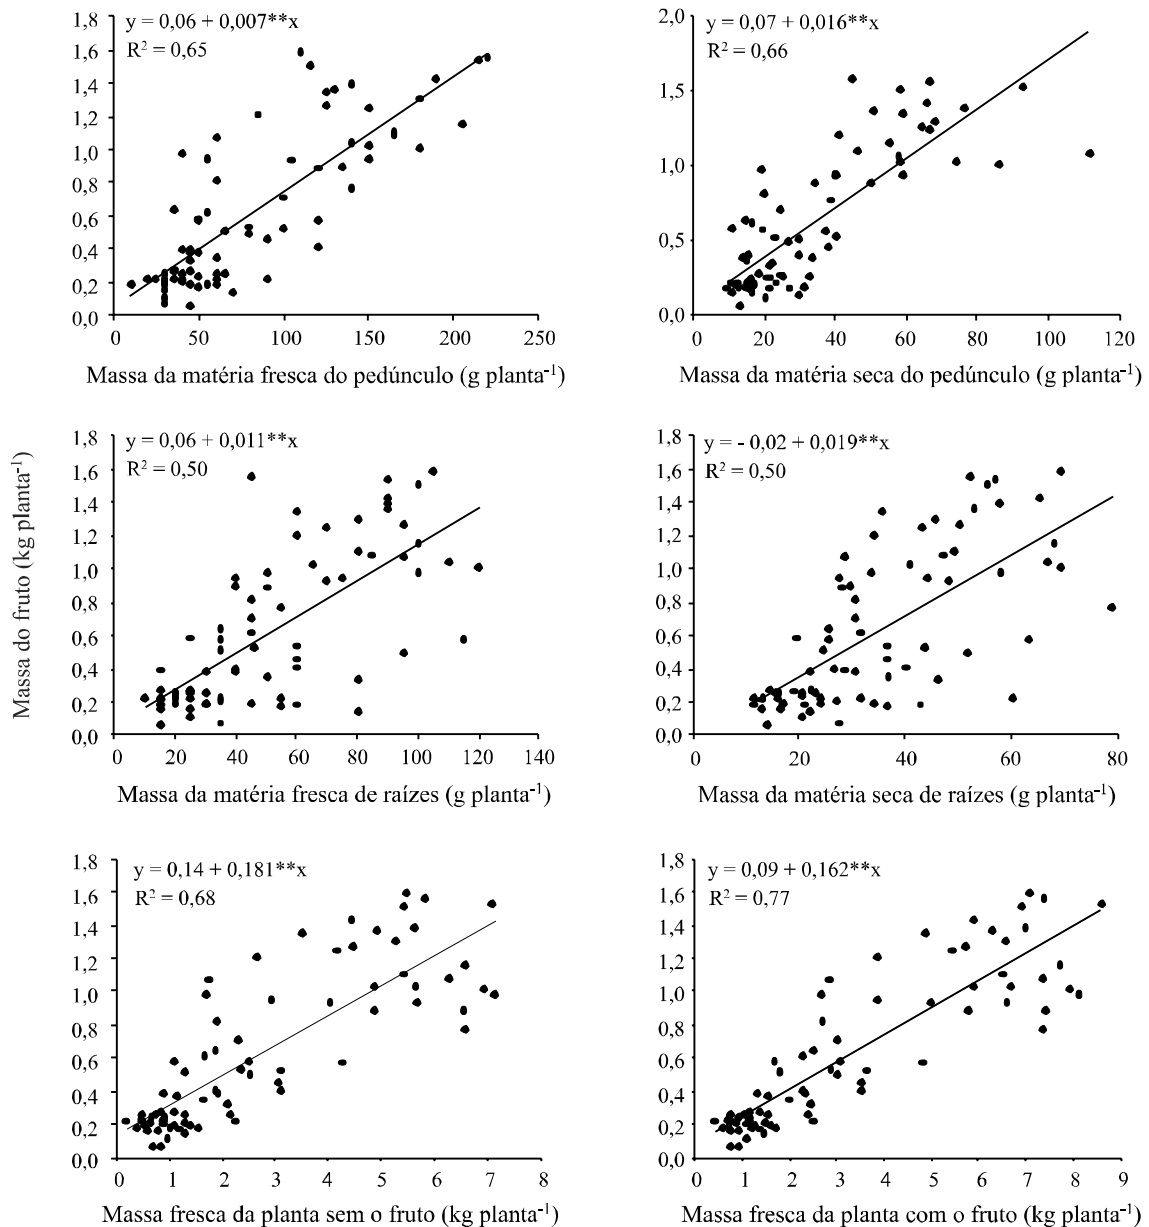 y = 0,06 + 0,007**x
R² = 0,65
1,8
1,6
1,4
1,2
1,0
0,8
0,6
0,4
0,2
0,0
0 50 100 150 200 250
Massa da matéria fresca do pedúnculo (g planta⁻¹)
y = 0,07 + 0,016**x
R² = 0,66
2,0
1,5
1,0
0,5
0,0
0 20 40 60 80 100 120
Massa da matéria seca do pedúnculo (g planta⁻¹)
Massa do fruto (kg planta⁻¹)
y = 0,06 + 0,011**x
R² = 0,50
1,8
1,6
1,4
1,2
1,0
0,8
0,6
0,4
0,2
0,0
0 20 40 60 80 100 120 140
Massa da matéria fresca de raízes (g planta⁻¹)
y = - 0,02 + 0,019**x
R² = 0,50
1,8
1,6
1,4
1,2
1,0
0,8
0,6
0,4
0,2
0,0
0 20 40 60 80
Massa da matéria seca de raízes (g planta⁻¹)
y = 0,14 + 0,181**x
R² = 0,68
1,8
1,6
1,4
1,2
1,0
0,8
0,6
0,4
0,2
0,0
0 1 2 3 4 5 6 7 8
Massa fresca da planta sem o fruto (kg planta⁻¹)
y = 0,09 + 0,162**x
R² = 0,77
1,8
1,6
1,4
1,2
1,0
0,8
0,6
0,4
0,2
0,0
0 1 2 3 4 5 6 7 8 9
Massa fresca da planta com o fruto (kg planta⁻¹)